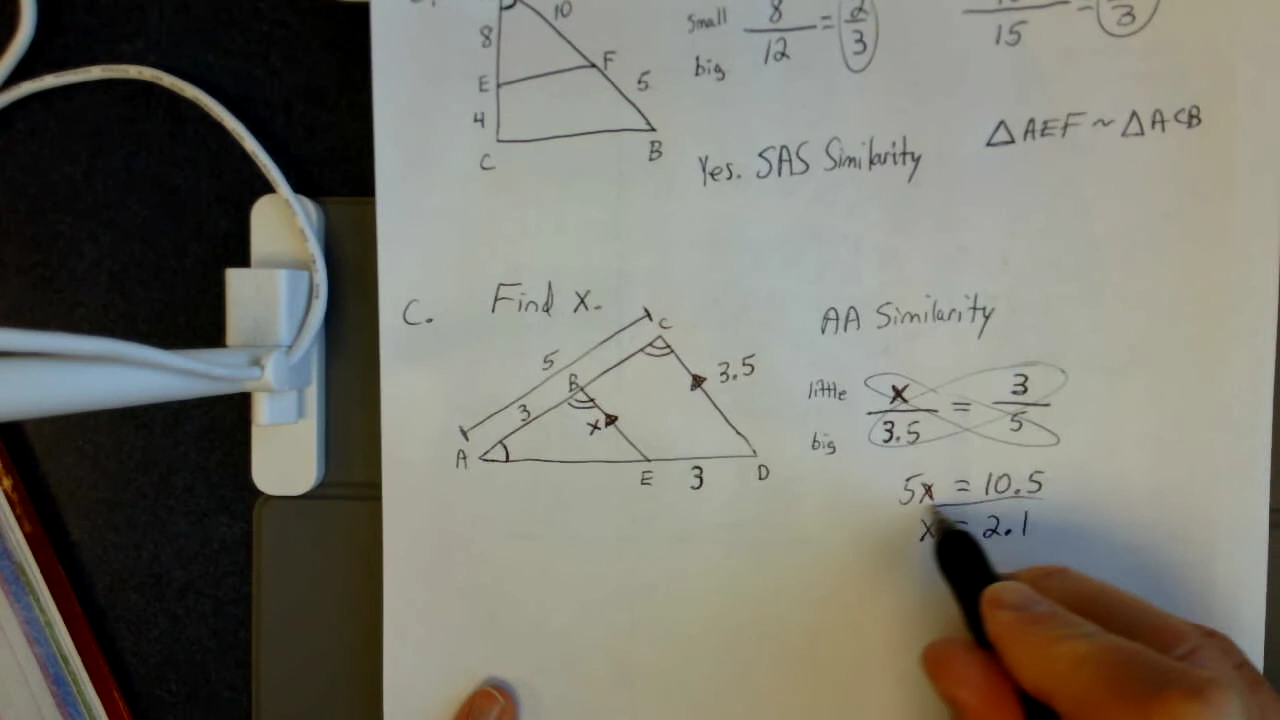 10
8
E
F
5
4
C
B
small 8 / 12 = 2 / 3
big
15 3
Yes. SAS Similarity
△AEF ~ △ACB
C. Find x.
5
C
B
3
3.5
x
A
E
3
D
AA Similarity
little x = 3
big 3.5 5
5x = 10.5
x = 2.1